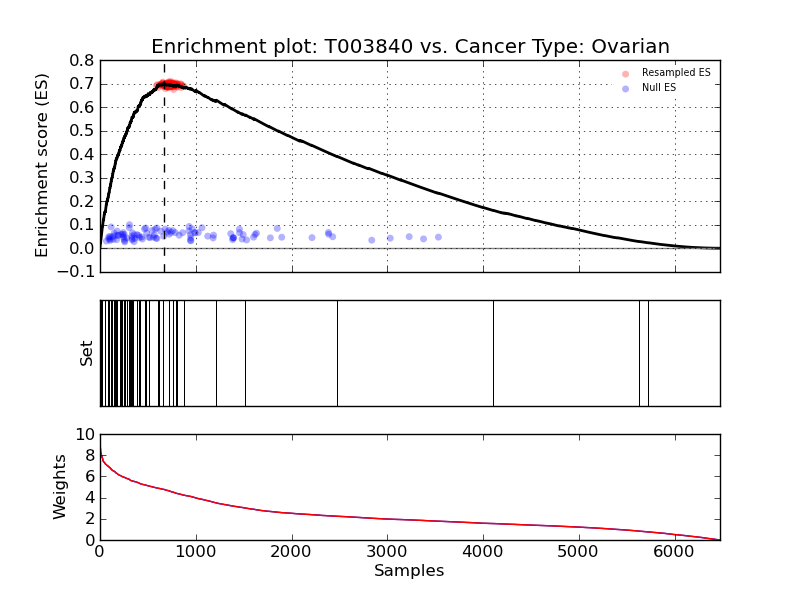 Enrichment plot: T003840 vs. Cancer Type: Ovarian
Enrichment score (ES)
0.8
0.7
0.6
0.5
0.4
0.3
0.2
0.1
0.0
−0.1
Resampled ES
Null ES
Set
Weights
10
8
6
4
2
0
0 1000 2000 3000 4000 5000 6000
Samples